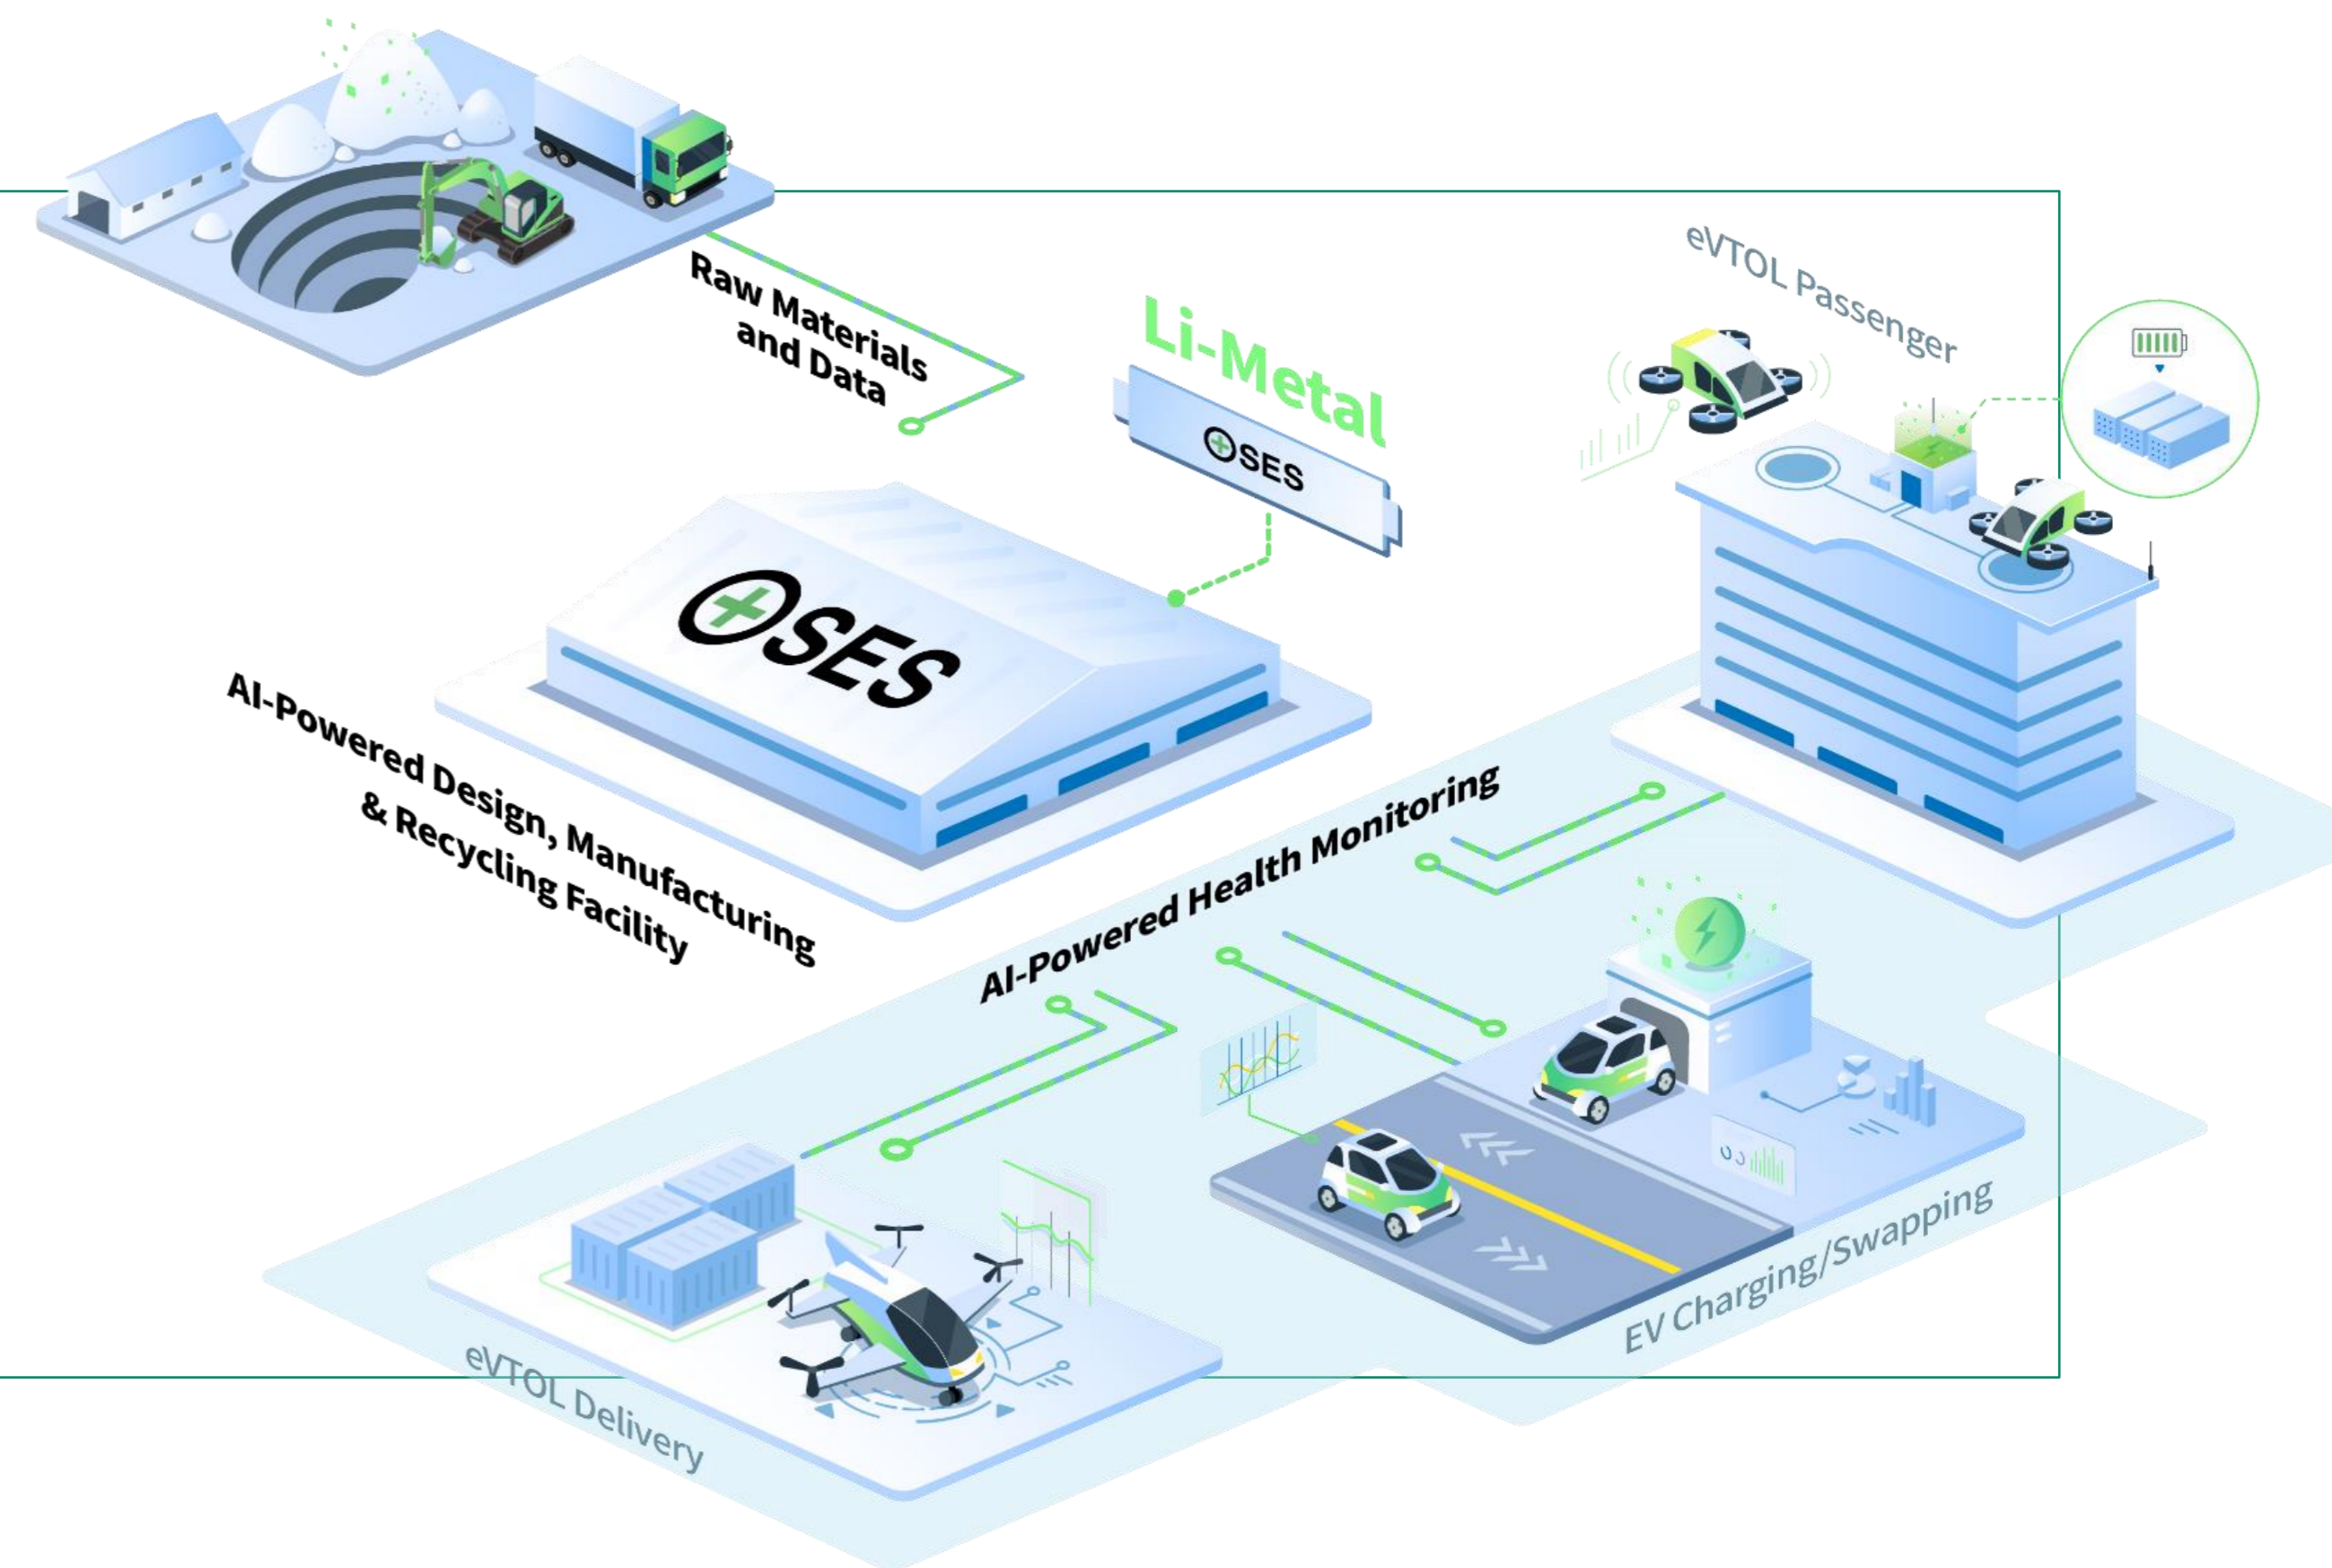 Raw Materials
and Data
Li-Metal
SES
eVTOL Passenger
SES
AI-Powered Design, Manufacturing
& Recycling Facility
AI-Powered Health Monitoring
EV Charging/Swapping
eVTOL Delivery